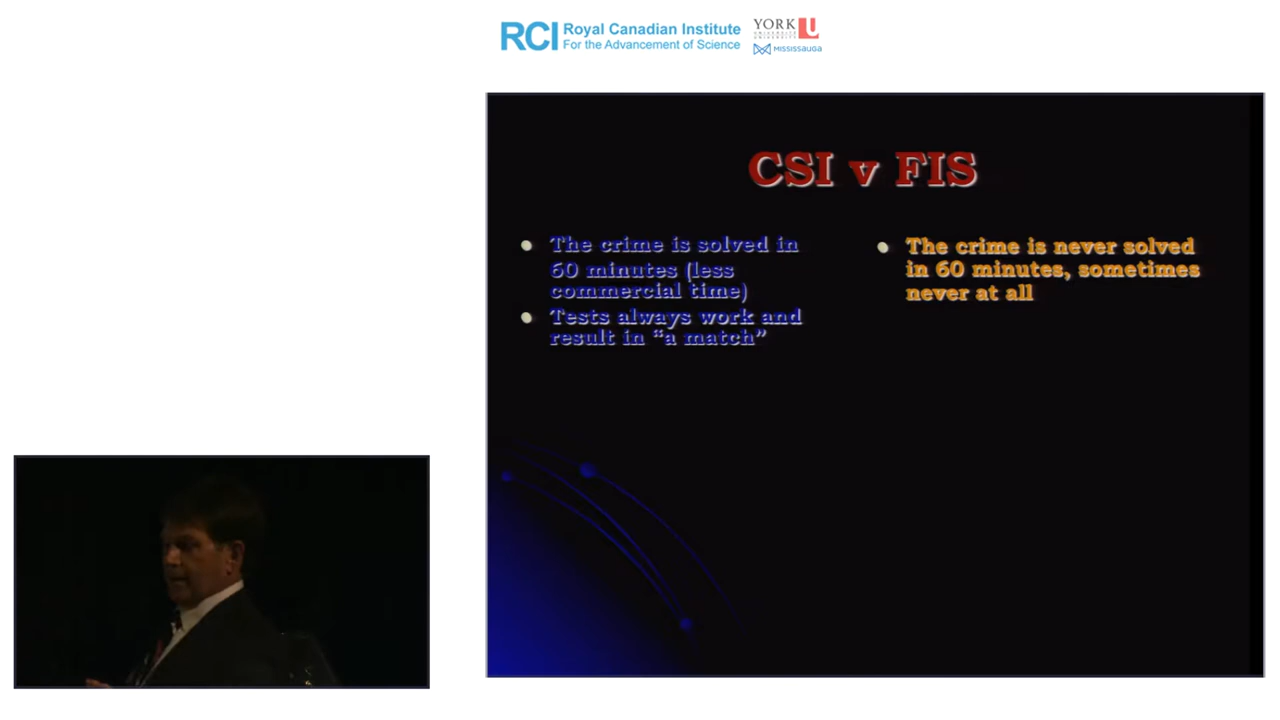 RCI Royal Canadian Institute
For the Advancement of Science
YORK U
UNIVERSITÉ
UNIVERSITY
MISSISSAUGA
CSI v FIS
The crime is solved in
60 minutes (less
commercial time)
Tests always work and
result in “a match”
The crime is never solved
in 60 minutes, sometimes
never at all